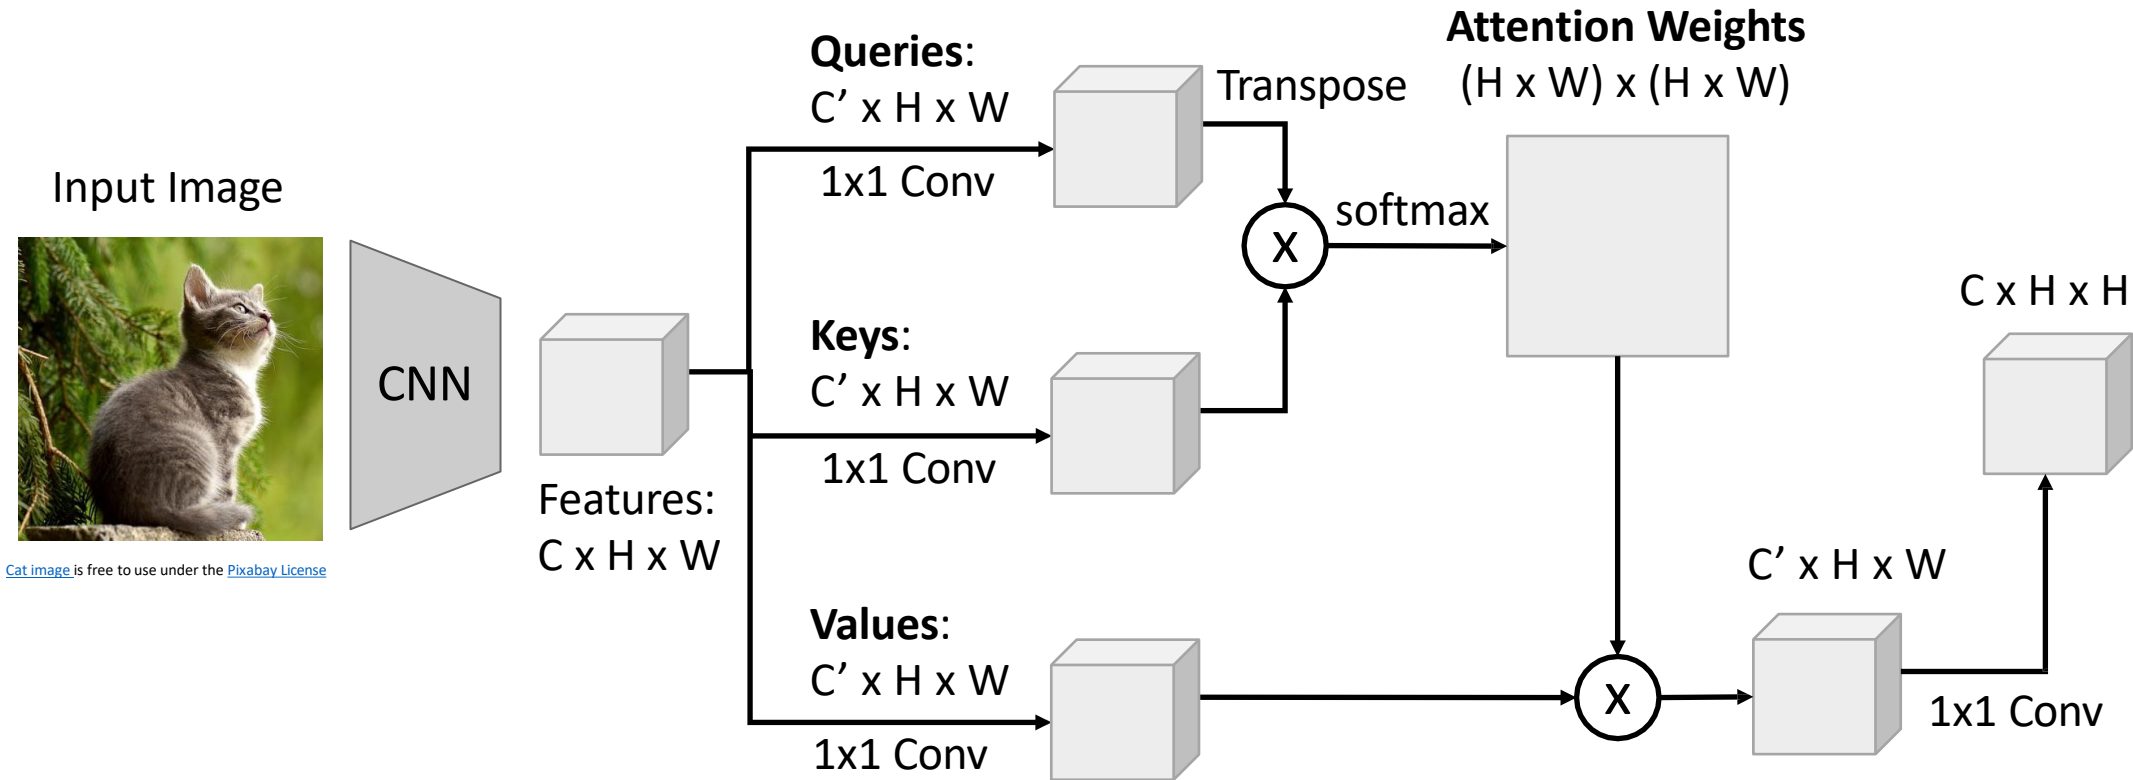 Input Image
Cat image is free to use under the Pixabay License
CNN
Features:
C x H x W
Queries:
C’ x H x W
1x1 Conv
Keys:
C’ x H x W
1x1 Conv
Values:
C’ x H x W
1x1 Conv
Transpose
X
softmax
Attention Weights
(H x W) x (H x W)
X
C’ x H x W
1x1 Conv
C x H x H